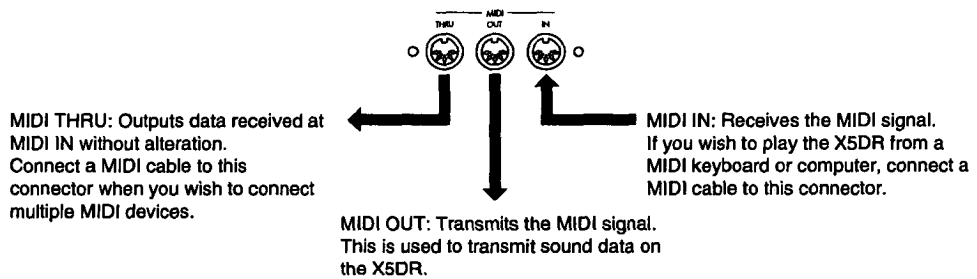 MIDI
THRU OUT IN
MIDI THRU: Outputs data received at
MIDI IN without alteration.
Connect a MIDI cable to this
connector when you wish to connect
multiple MIDI devices.
MIDI OUT: Transmits the MIDI signal.
This is used to transmit sound data on
the X5DR.
MIDI IN: Receives the MIDI signal.
If you wish to play the X5DR from a
MIDI keyboard or computer, connect a
MIDI cable to this connector.